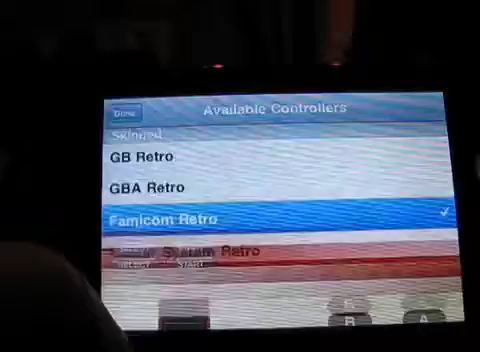 Done
Available Controllers
Skinned
GB Retro
GBA Retro
Famicom Retro
System Retro
SELECT START
B A